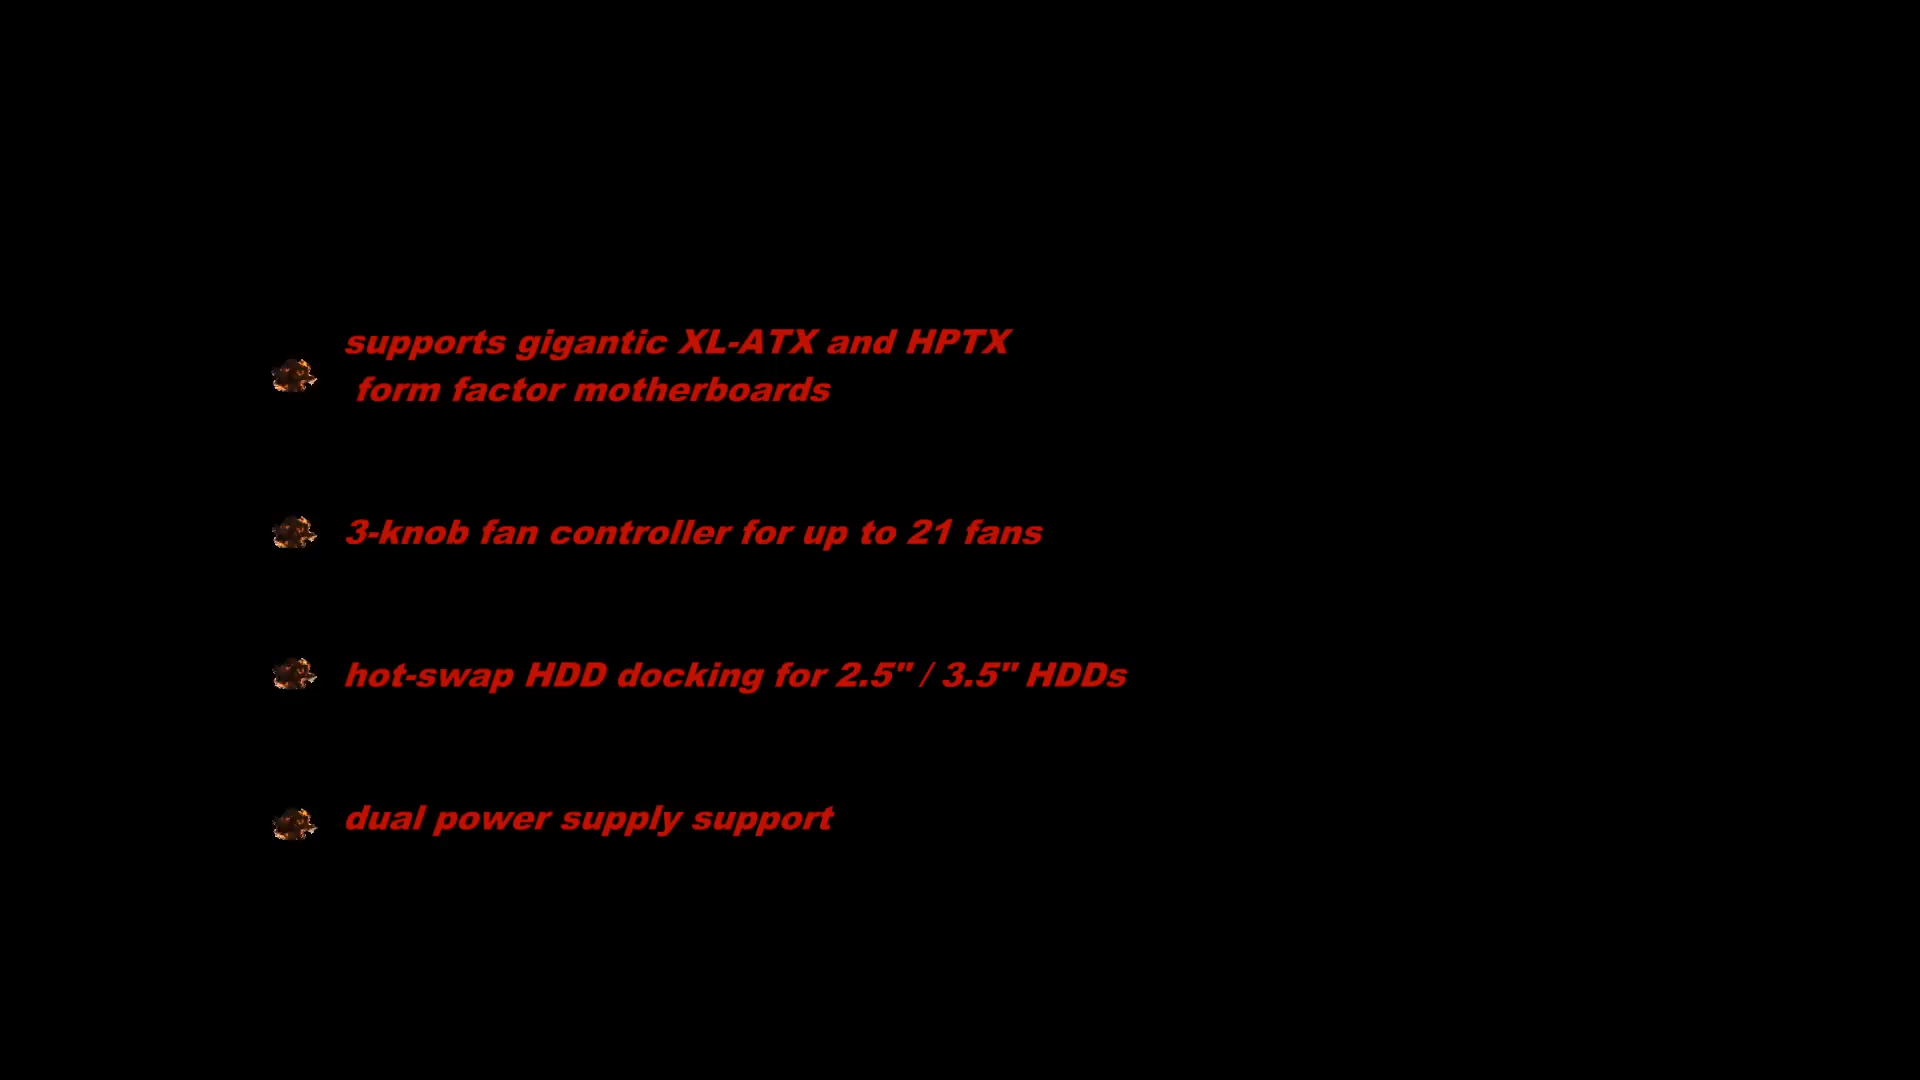 supports gigantic XL-ATX and HPTX
form factor motherboards
3-knob fan controller for up to 21 fans
hot-swap HDD docking for 2.5" / 3.5" HDDs
dual power supply support